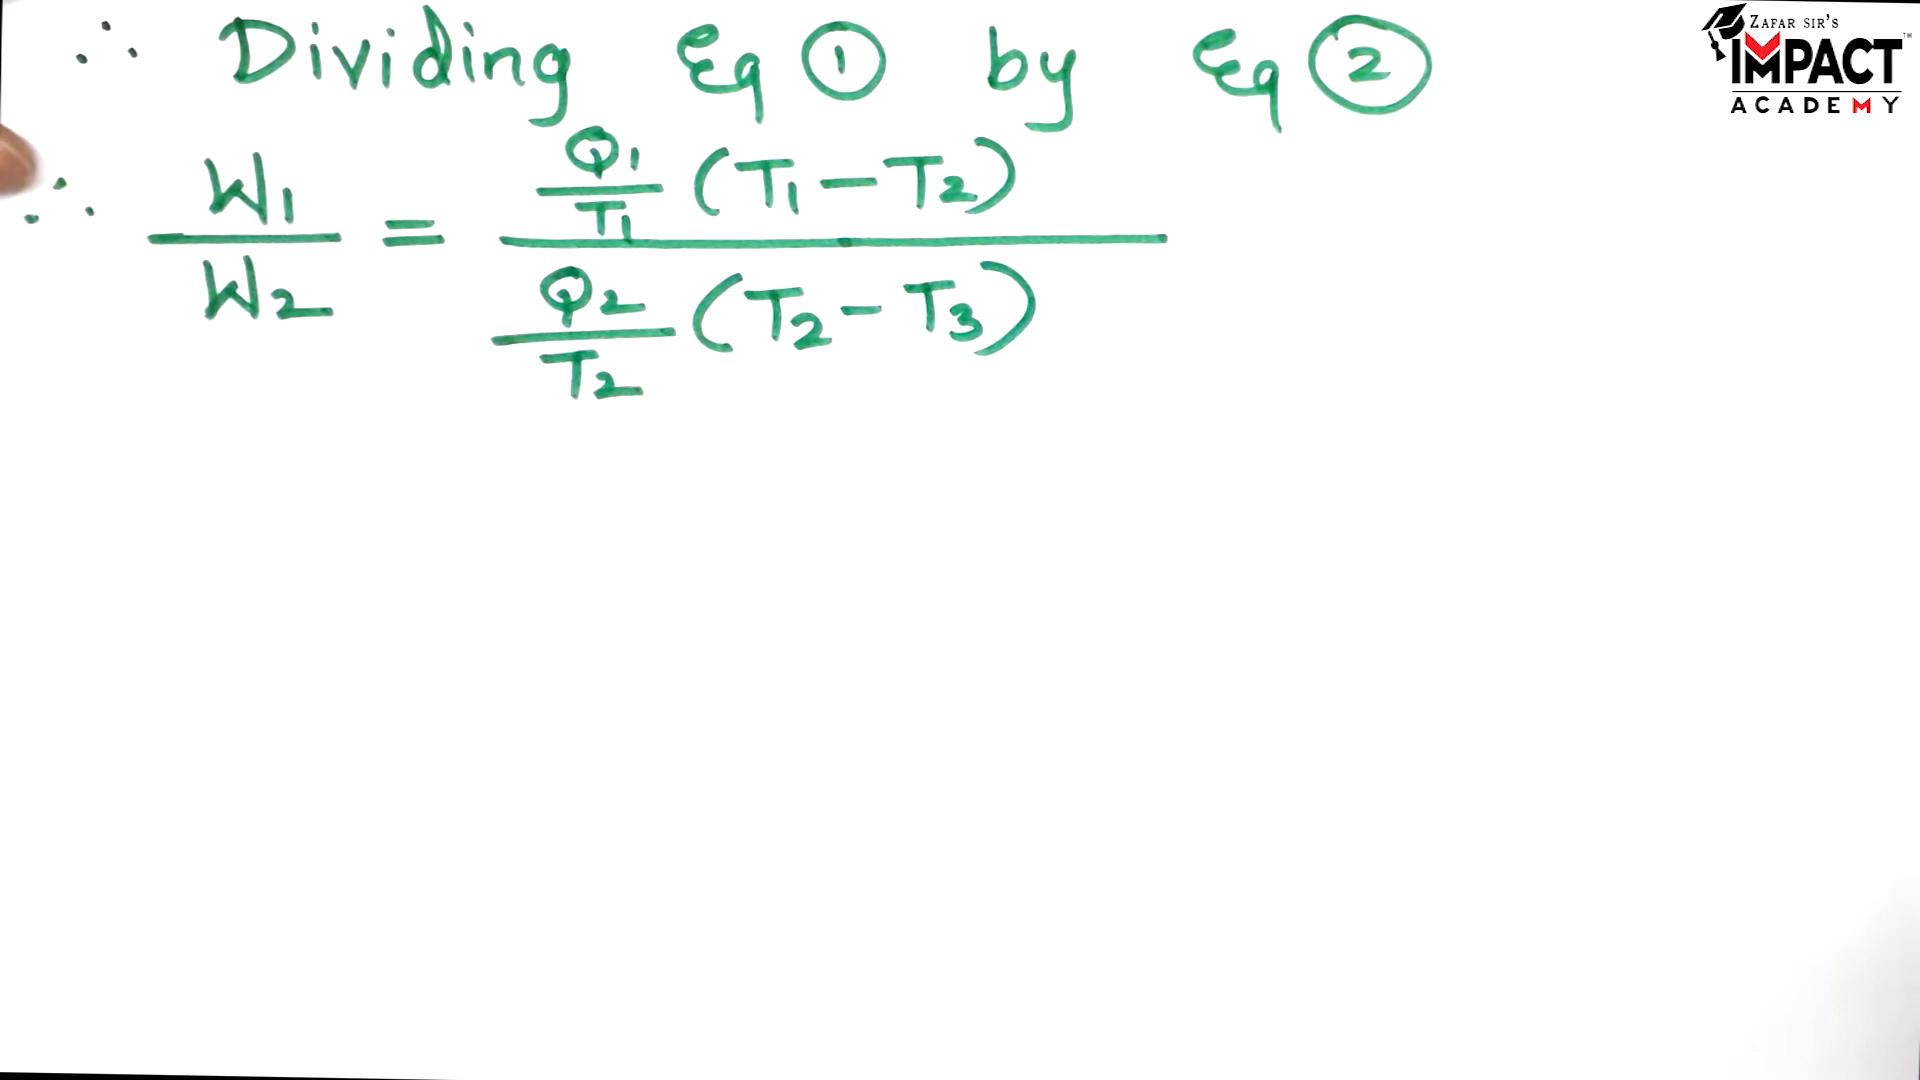 ∴ Dividing Eq ① by Eq ②
∴ W₁/W₂ = (Q₁/T₁ (T₁ − T₂)) / (Q₂/T₂ (T₂ − T₃))
ZAFAR SIR'S
IMPACT™
ACADEMY